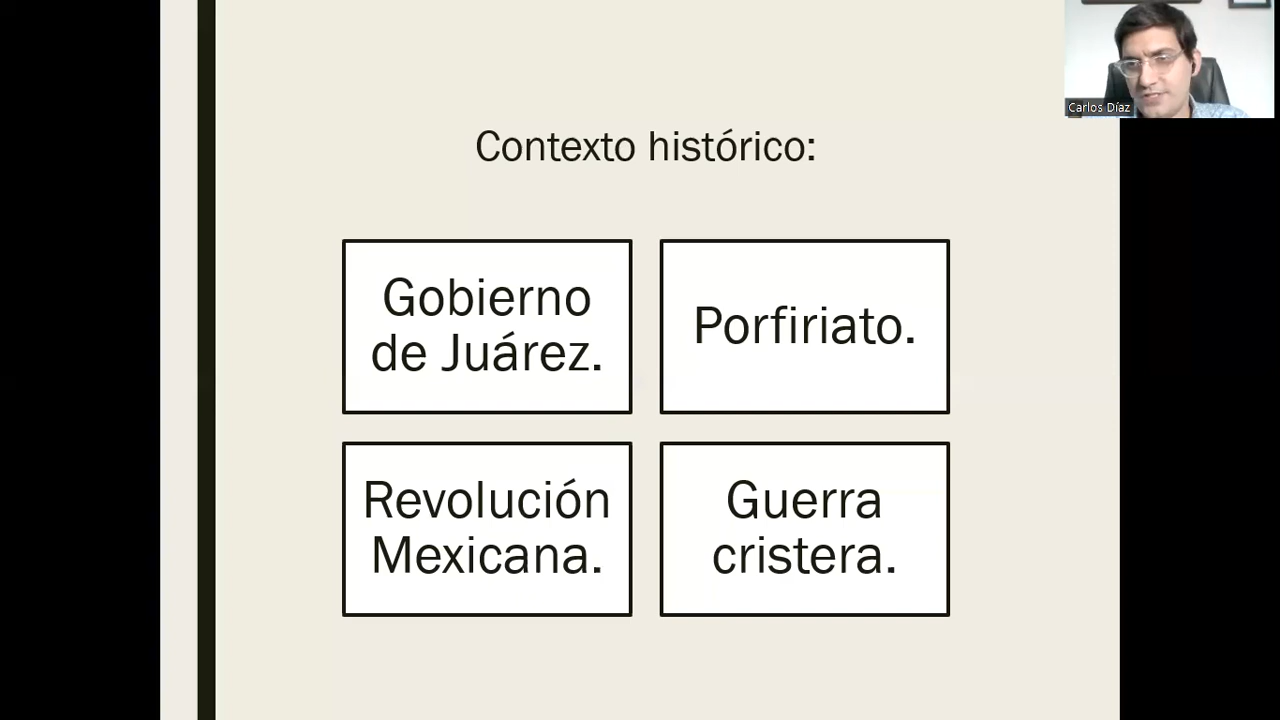 Carlos Díaz
Contexto histórico:
Gobierno
de Juárez.
Porfiriato.
Revolución
Mexicana.
Guerra
cristera.